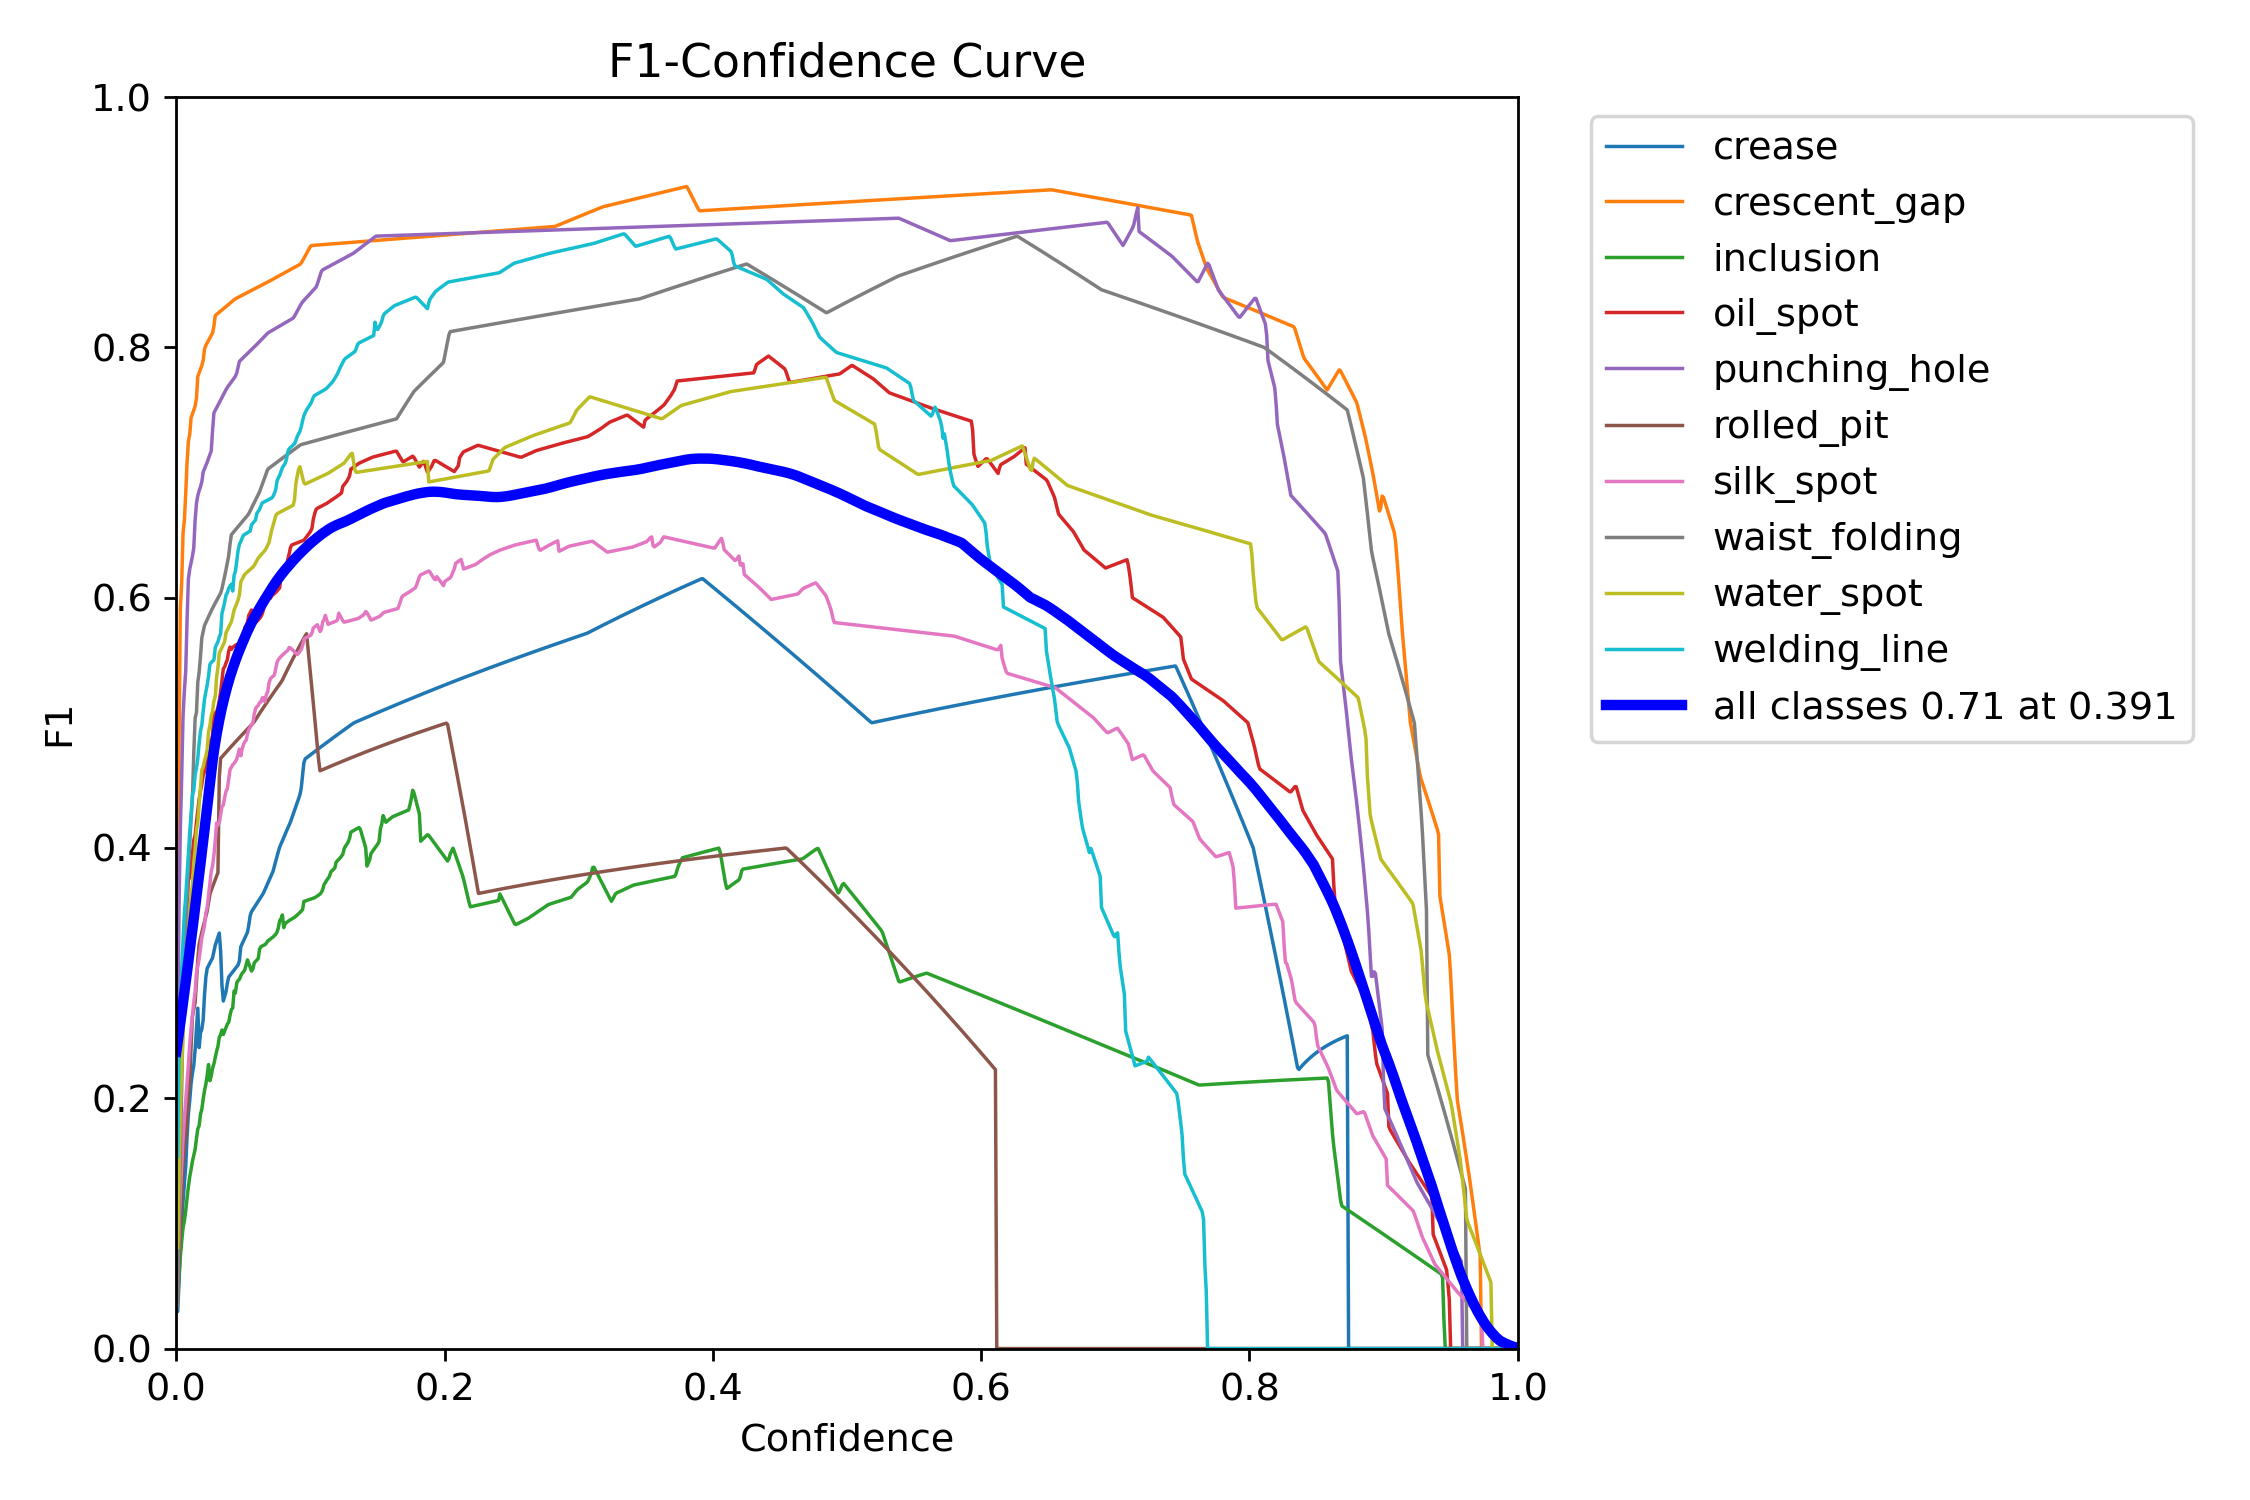 F1-Confidence Curve
1.0
0.8
0.6
0.4
0.2
0.0
F1
0.0 0.2 0.4 0.6 0.8 1.0
Confidence
crease
crescent_gap
inclusion
oil_spot
punching_hole
rolled_pit
silk_spot
waist_folding
water_spot
welding_line
all classes 0.71 at 0.391